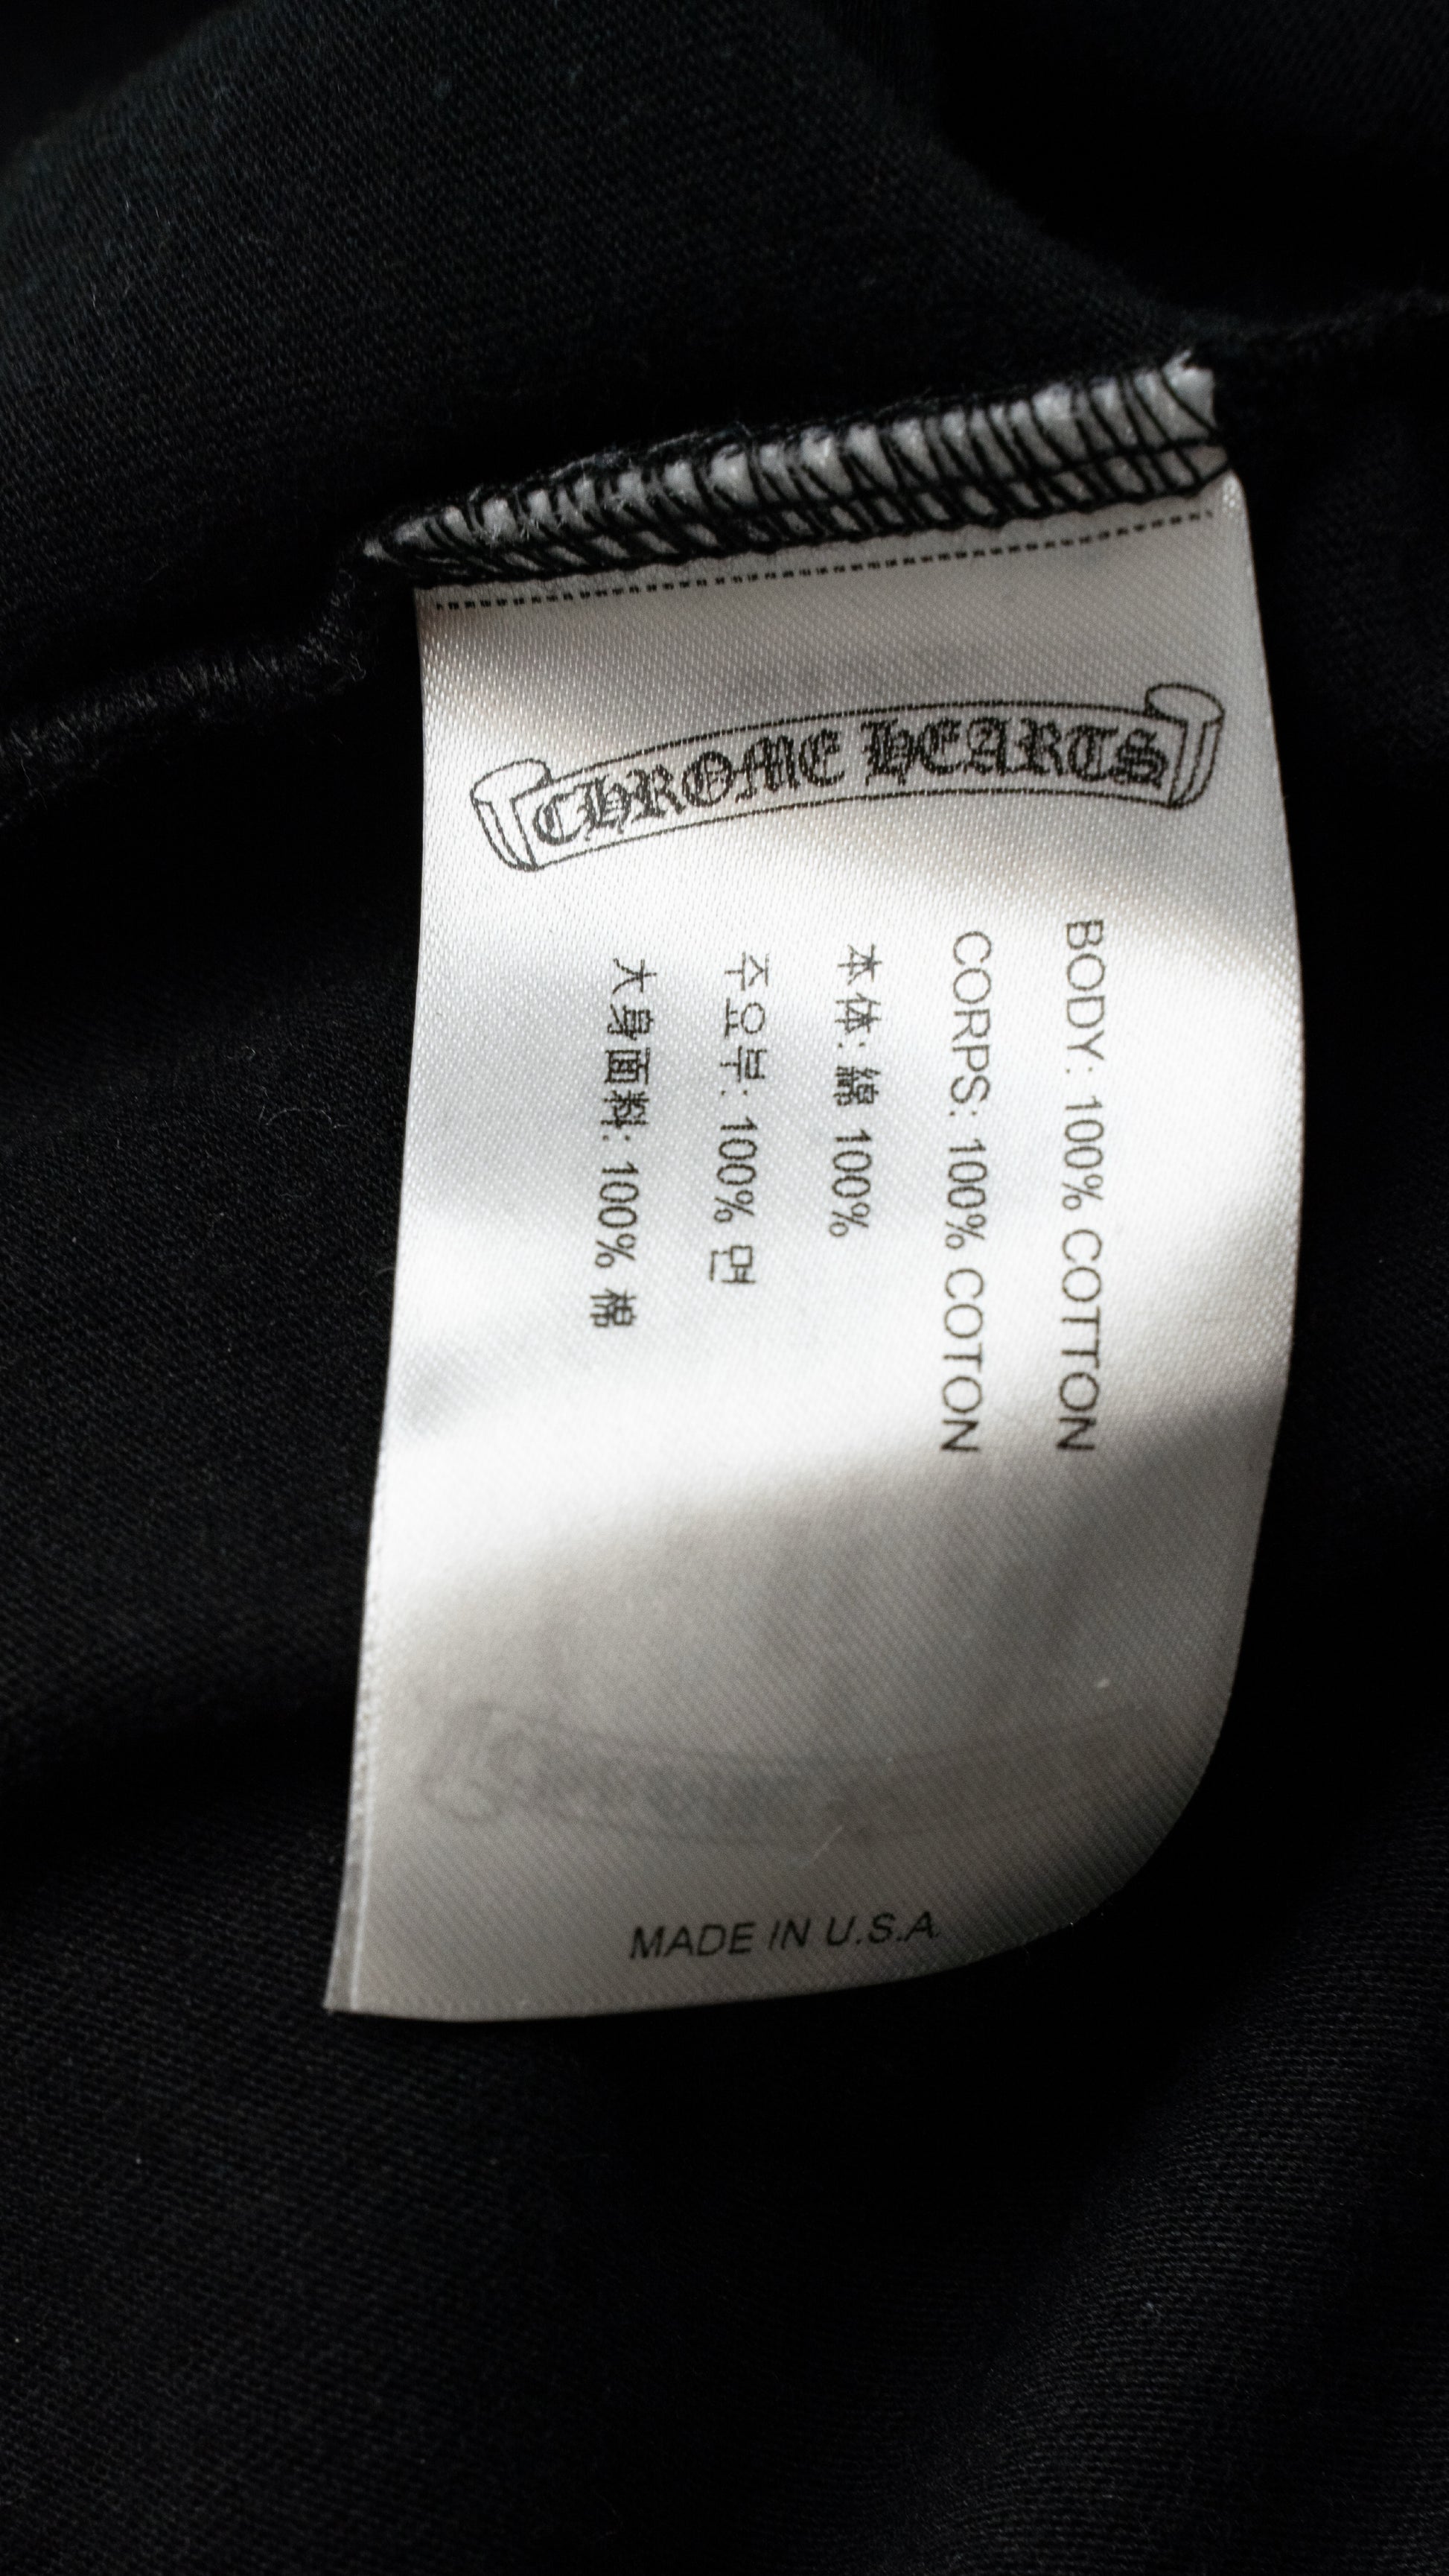 CHROME HEARTS
BODY: 100% COTTON
CORPS: 100% COTON
本体: 綿 100%
주요부: 100% 면
大身面料: 100% 棉
MADE IN U.S.A.